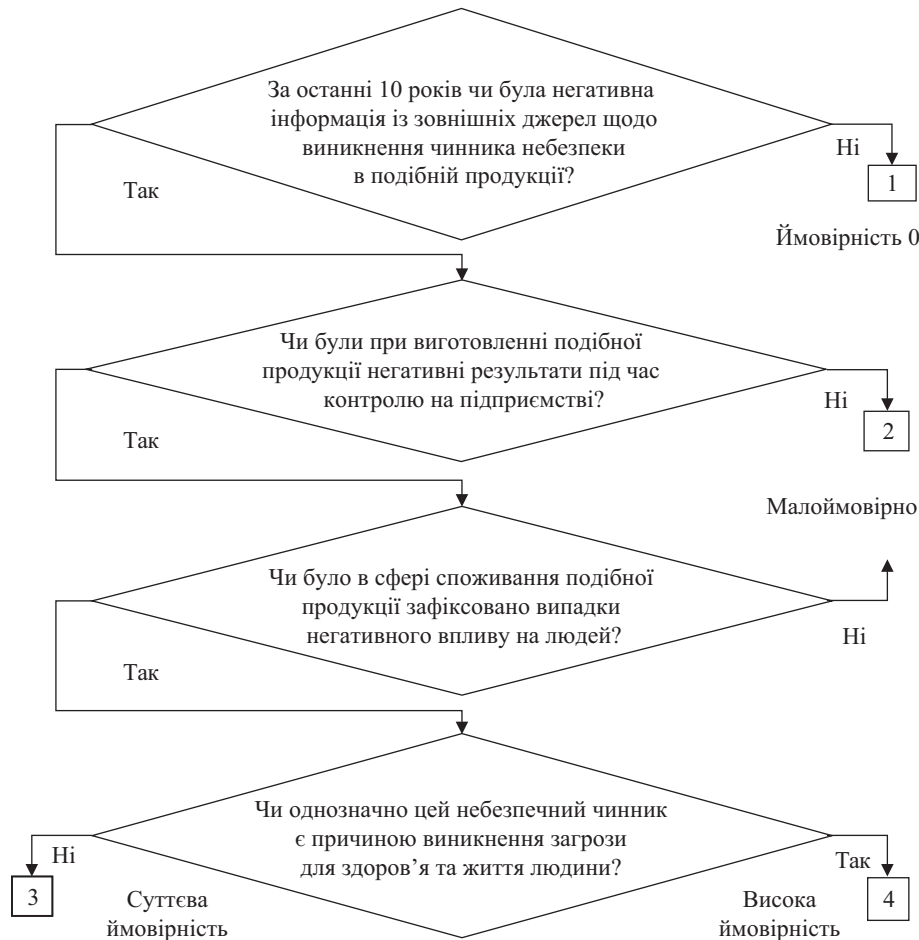 За останні 10 років чи була негативна
інформація із зовнішніх джерел щодо
виникнення чинника небезпеки
в подібній продукції?
Ні
1
Так
Ймовірність 0
Чи були при виготовленні подібної
продукції негативні результати під час
контролю на підприємстві?
Ні
2
Так
Малоймовірно
Чи було в сфері споживання подібної
продукції зафіксовано випадки
негативного впливу на людей?
Ні
Так
Чи однозначно цей небезпечний чинник
є причиною виникнення загрози
для здоров’я та життя людини?
Ні
3
Суттєва
ймовірність
Так
4
Висока
ймовірність